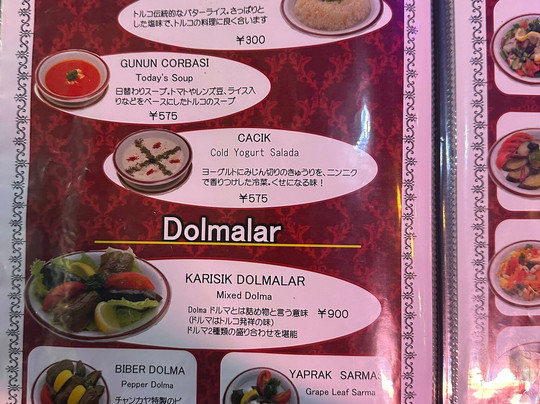 トルコ伝統的なバターライス。さっぱりと
した塩味で、トルコの料理に良く合います
¥300
GUNUN CORBASI
Today's Soup
日替わりスープ。トマトやレンズ豆、ライス入
りなどをベースにしたトルコのスープ
¥575
CACIK
Cold Yogurt Salada
ヨーグルトにみじん切りのきゅうりを、ニンニク
で香りつけした冷菜。くせになる味！
¥575
Dolmalar
KARISIK DOLMALAR
Mixed Dolma
Dolma ドルマとは詰め物と言う意味 ¥900
(ドルマはトルコ発祥の味)
ドルマ2種類の盛り合わせを堪能
BIBER DOLMA
Pepper Dolma
チャンカヤ特製のピ
YAPRAK SARMA
Grape Leaf Sarma